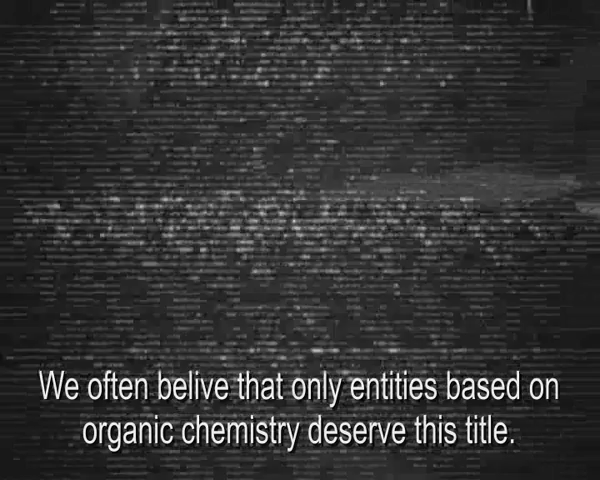 We often belive that only entities based on
organic chemistry deserve this title.